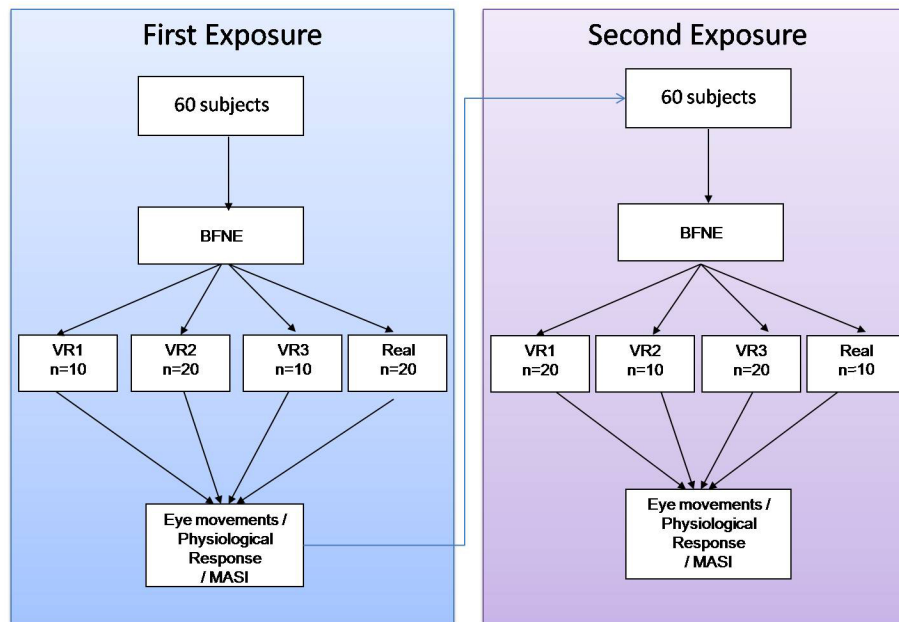 First Exposure
60 subjects
BFNE
VR1
n=10
VR2
n=20
VR3
n=10
Real
n=20
Eye movements /
Physiological
Response
/ MASI
Second Exposure
60 subjects
BFNE
VR1
n=20
VR2
n=10
VR3
n=20
Real
n=10
Eye movements /
Physiological
Response
/ MASI